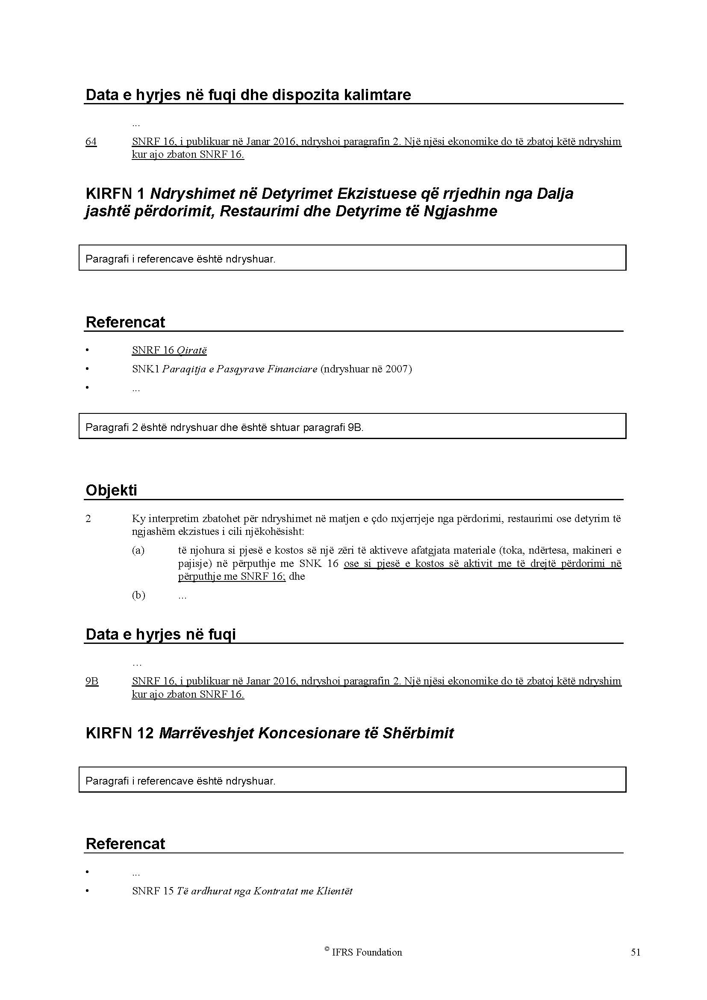 Data e hyrjes në fuqi dhe dispozita kalimtare
...
64 SNRF 16, i publikuar në Janar 2016, ndryshoi paragrafin 2. Një njësi ekonomike do të zbatoj këtë ndryshim
kur ajo zbaton SNRF 16.
KIRFN 1 Ndryshimet në Detyrimet Ekzistuese që rrjedhin nga Dalja
jashtë përdorimit, Restaurimi dhe Detyrime të Ngjashme
Paragrafi i referencave është ndryshuar.
Referencat
• SNRF 16 Qiratë
• SNK1 Paraqitja e Pasqyrave Financiare (ndryshuar në 2007)
• ...
Paragrafi 2 është ndryshuar dhe është shtuar paragrafi 9B.
Objekti
2 Ky interpretim zbatohet për ndryshimet në matjen e çdo nxjerrjeje nga përdorimi, restaurimi ose detyrim të
ngjashëm ekzistues i cili njëkohësisht:
(a) të njohura si pjesë e kostos së një zëri të aktiveve afatgjata materiale (toka, ndërtesa, makineri e
pajisje) në përputhje me SNK 16 ose si pjesë e kostos së aktivit me të drejtë përdorimi në
përputhje me SNRF 16; dhe
(b) ...
Data e hyrjes në fuqi
...
9B SNRF 16, i publikuar në Janar 2016, ndryshoi paragrafin 2. Një njësi ekonomike do të zbatoj këtë ndryshim
kur ajo zbaton SNRF 16.
KIRFN 12 Marrëveshjet Koncesionare të Shërbimit
Paragrafi i referencave është ndryshuar.
Referencat
• ...
• SNRF 15 Të ardhurat nga Kontratat me Klientët
© IFRS Foundation 51